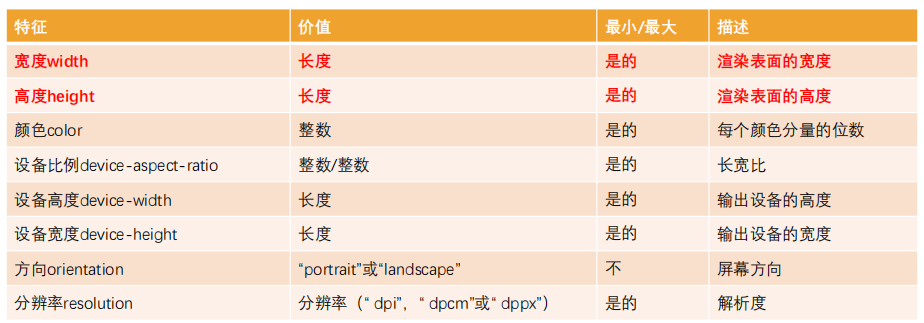 特征 价值 最小/最大 描述
宽度width 长度 是的 渲染表面的宽度
高度height 长度 是的 渲染表面的高度
颜色color 整数 是的 每个颜色分量的位数
设备比例device-aspect-ratio 整数/整数 是的 长宽比
设备高度device-width 长度 是的 输出设备的高度
设备宽度device-height 长度 是的 输出设备的宽度
方向orientation “portrait”或“landscape” 不 屏幕方向
分辨率resolution 分辨率（“ dpi”，“ dpcm”或“ dppx”） 是的 解析度